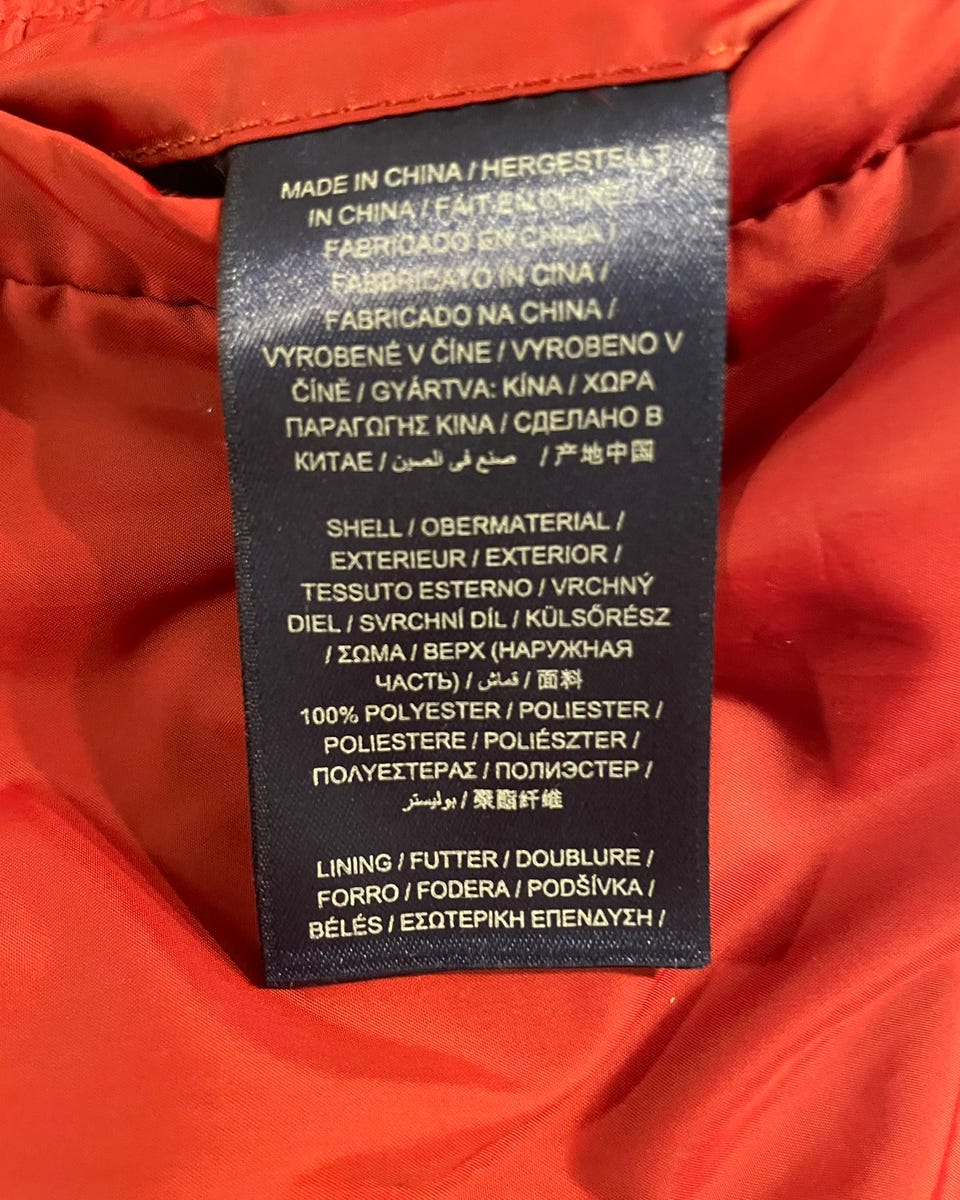 MADE IN CHINA / HERGESTELLT
IN CHINA / FAIT EN CHINE /
FABRICADO EN CHINA /
FABBRICATO IN CINA /
FABRICADO NA CHINA /
VYROBENÉ V ČÍNE / VYROBENO V
ČÍNĚ / GYÁRTVA: KÍNA / ΧΩΡΑ
ΠΑΡΑΓΩΓΗΣ ΚΙΝΑ / СДЕЛАНО В
КИТАЕ / صنع في الصين / 产地中国
SHELL / OBERMATERIAL /
EXTERIEUR / EXTERIOR /
TESSUTO ESTERNO / VRCHNÝ
DIEL / SVRCHNÍ DÍL / KÜLSŐRÉSZ
/ ΣΩΜΑ / ВЕРХ (НАРУЖНАЯ
ЧАСТЬ) / قماش / 面料
100% POLYESTER / POLIESTER /
POLIESTERE / POLIÉSZTER /
ΠΟΛΥΕΣΤΕΡΑΣ / ПОЛИЭСТЕР /
بوليستر / 聚酯纤维
LINING / FUTTER / DOUBLURE /
FORRO / FODERA / PODŠÍVKA /
BÉLÉS / ΕΣΩΤΕΡΙΚΗ ΕΠΕΝΔΥΣΗ /